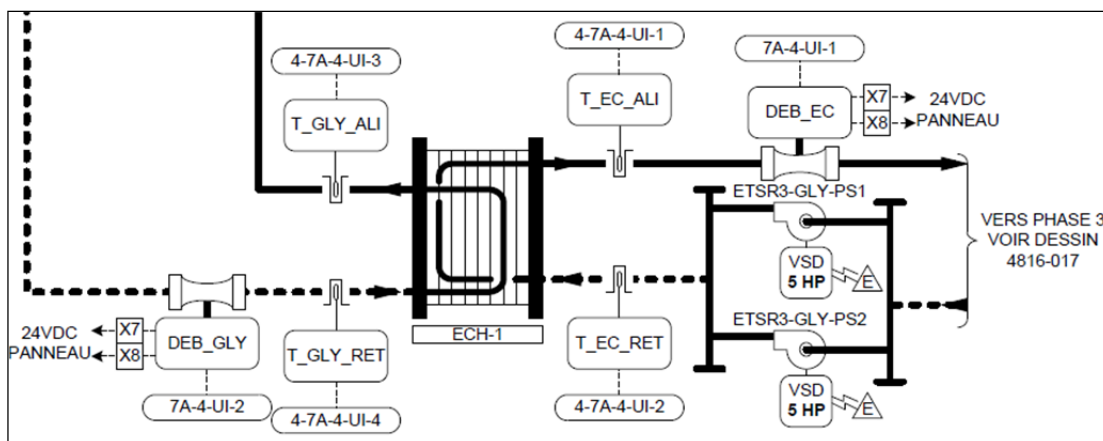 4-7A-4-UI-3
4-7A-4-UI-1
7A-4-UI-1
T_GLY_ALI
T_EC_ALI
DEB_EC
X7
X8
24VDC
PANNEAU
ETSR3-GLY-PS1
VSD
5 HP
E
VERS PHASE 3
VOIR DESSIN
4816-017
ETSR3-GLY-PS2
VSD
5 HP
E
24VDC
PANNEAU
X7
X8
DEB_GLY
T_GLY_RET
ECH-1
T_EC_RET
7A-4-UI-2
4-7A-4-UI-4
4-7A-4-UI-2